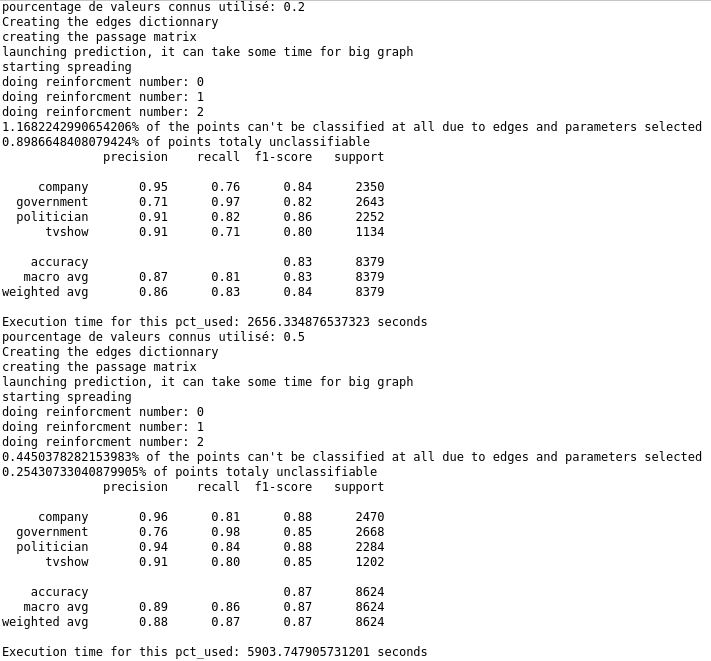 pourcentage de valeurs connus utilisé: 0.2
Creating the edges dictionnary
creating the passage matrix
launching prediction, it can take some time for big graph
starting spreading
doing reinforcment number: 0
doing reinforcment number: 1
doing reinforcment number: 2
1.1682242990654206% of the points can't be classified at all due to edges and parameters selected
0.8986648408079424% of points totaly unclassifiable
              precision    recall  f1-score   support

     company       0.95      0.76      0.84      2350
  government       0.71      0.97      0.82      2643
  politician       0.91      0.82      0.86      2252
      tvshow       0.91      0.71      0.80      1134

    accuracy                           0.83      8379
   macro avg       0.87      0.81      0.83      8379
weighted avg       0.86      0.83      0.84      8379

Execution time for this pct_used: 2656.334876537323 seconds
pourcentage de valeurs connus utilisé: 0.5
Creating the edges dictionnary
creating the passage matrix
launching prediction, it can take some time for big graph
starting spreading
doing reinforcment number: 0
doing reinforcment number: 1
doing reinforcment number: 2
0.4450378282153983% of the points can't be classified at all due to edges and parameters selected
0.25430733040879905% of points totaly unclassifiable
              precision    recall  f1-score   support

     company       0.96      0.81      0.88      2470
  government       0.76      0.98      0.85      2668
  politician       0.94      0.84      0.88      2284
      tvshow       0.91      0.80      0.85      1202

    accuracy                           0.87      8624
   macro avg       0.89      0.86      0.87      8624
weighted avg       0.88      0.87      0.87      8624

Execution time for this pct_used: 5903.747905731201 seconds